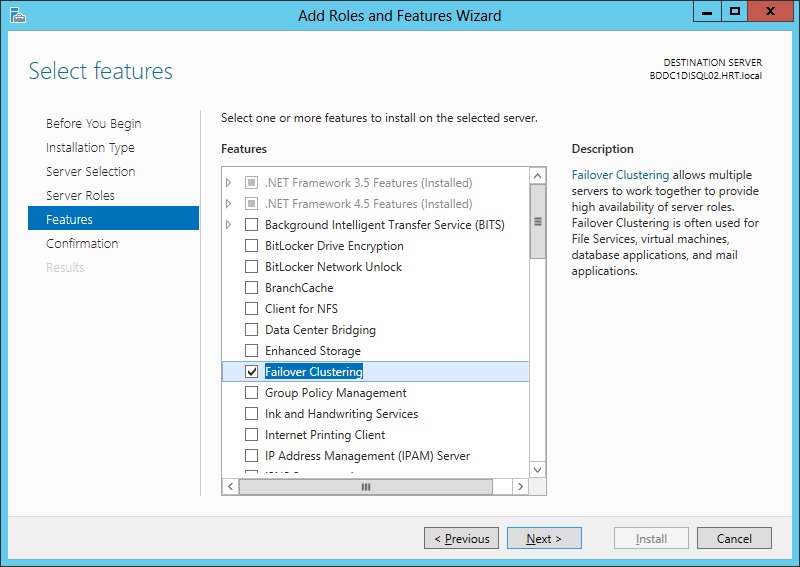 Add Roles and Features Wizard
Select features
DESTINATION SERVER
BDDC1DISQL02.HRT.local
Before You Begin
Installation Type
Server Selection
Server Roles
Features
Confirmation
Results
Select one or more features to install on the selected server.
Features
.NET Framework 3.5 Features (Installed)
.NET Framework 4.5 Features (Installed)
Background Intelligent Transfer Service (BITS)
BitLocker Drive Encryption
BitLocker Network Unlock
BranchCache
Client for NFS
Data Center Bridging
Enhanced Storage
Failover Clustering
Group Policy Management
Ink and Handwriting Services
Internet Printing Client
IP Address Management (IPAM) Server
Description
Failover Clustering allows multiple
servers to work together to provide
high availability of server roles.
Failover Clustering is often used for
File Services, virtual machines,
database applications, and mail
applications.
< Previous
Next >
Install
Cancel